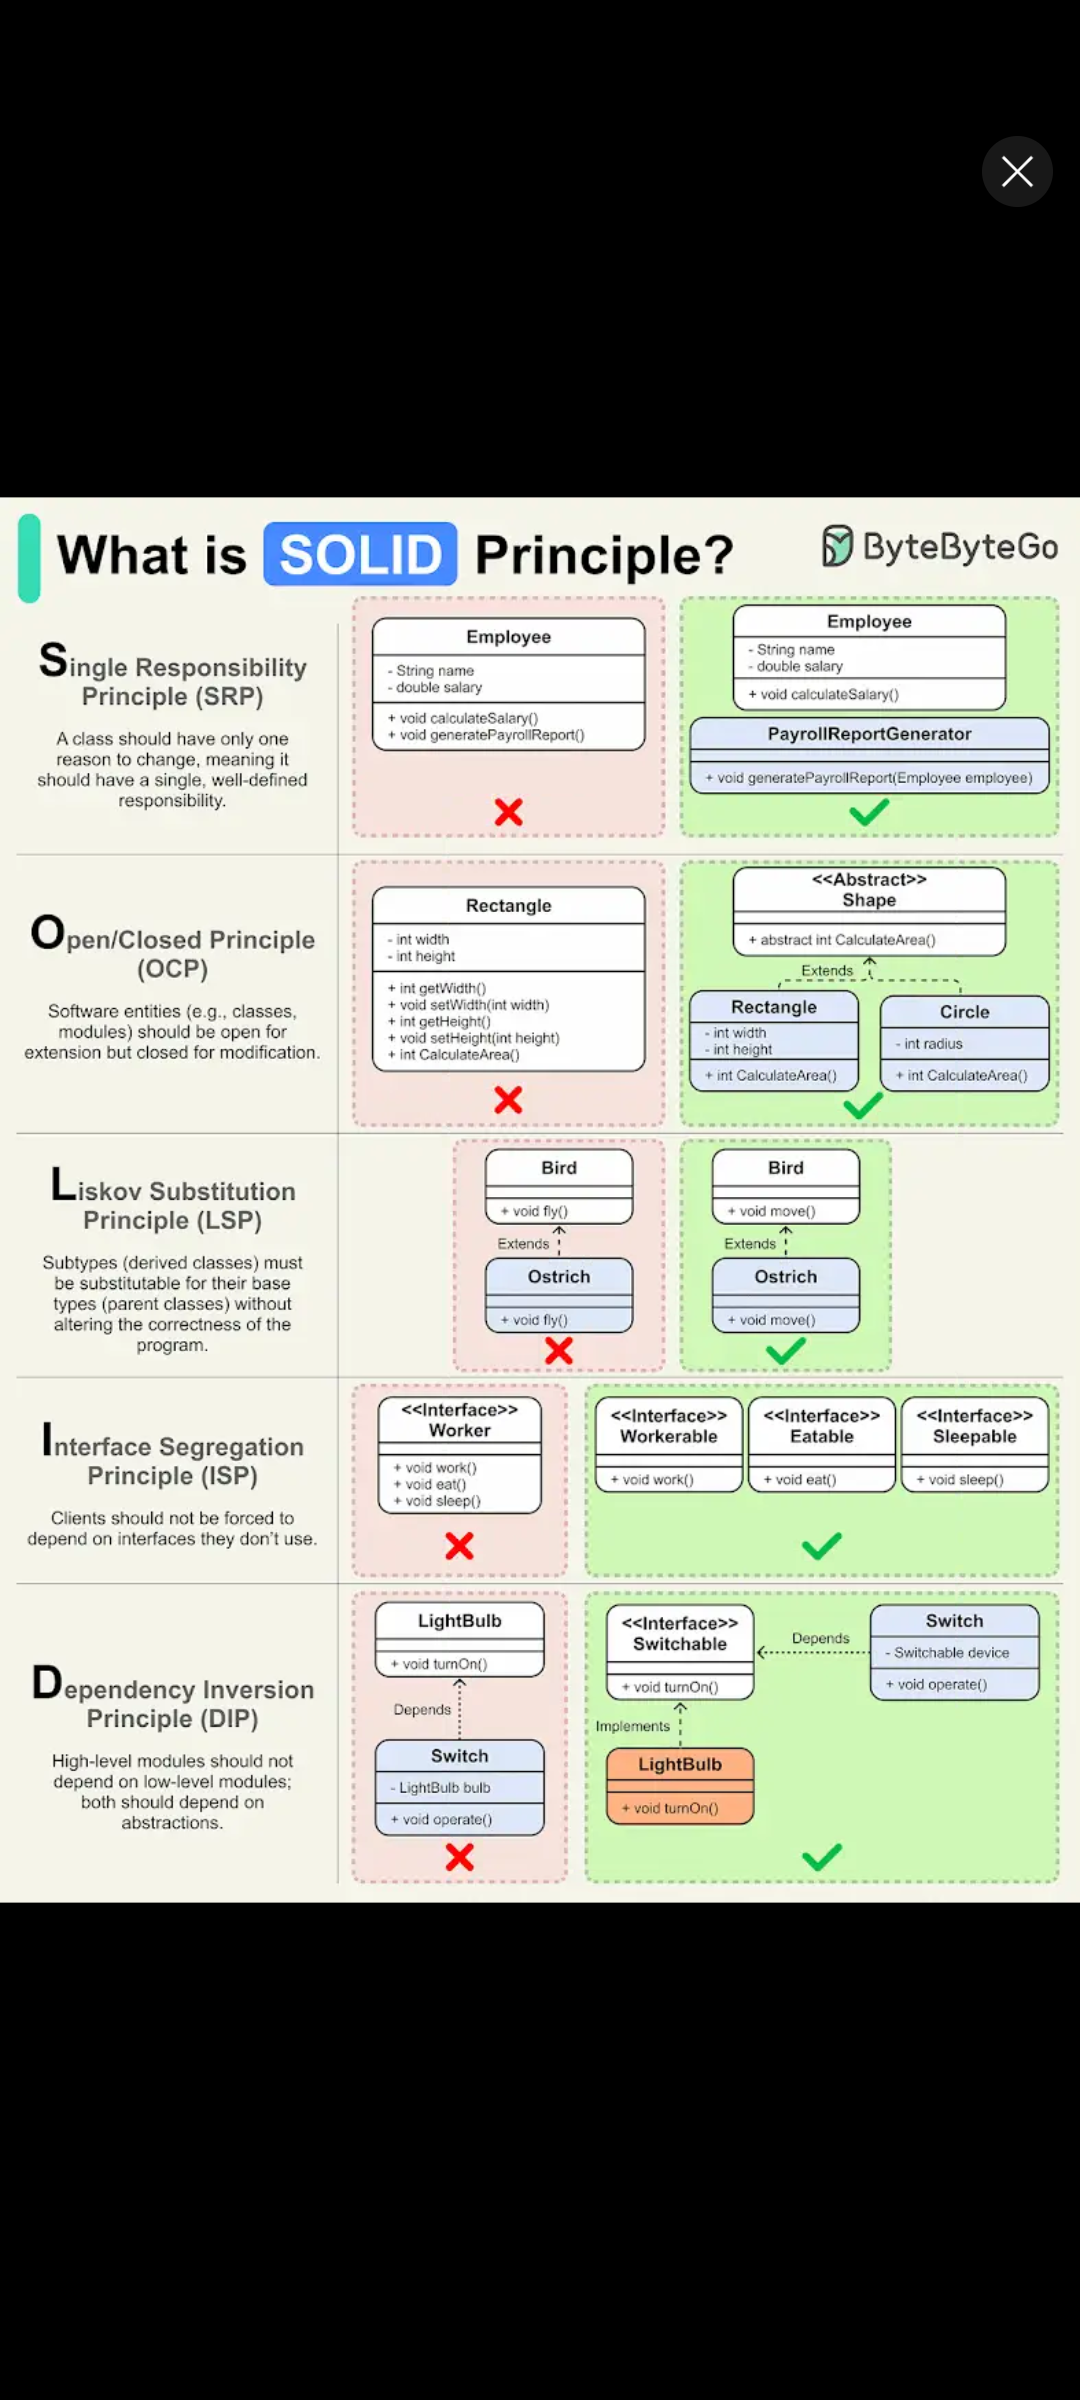 What is SOLID Principle?
ByteByteGo
Single Responsibility
Principle (SRP)
A class should have only one
reason to change, meaning it
should have a single, well-defined
responsibility.
Employee
- String name
- double salary
+ void calculateSalary()
+ void generatePayrollReport()
Employee
- String name
- double salary
+ void calculateSalary()
PayrollReportGenerator
+ void generatePayrollReport(Employee employee)
Open/Closed Principle
(OCP)
Software entities (e.g., classes,
modules) should be open for
extension but closed for modification.
Rectangle
- int width
- int height
+ int getWidth()
+ void setWidth(int width)
+ int getHeight()
+ void setHeight(int height)
+ int CalculateArea()
<<Abstract>>
Shape
+ abstract int CalculateArea()
Extends
Rectangle
- int width
- int height
+ int CalculateArea()
Circle
- int radius
+ int CalculateArea()
Liskov Substitution
Principle (LSP)
Subtypes (derived classes) must
be substitutable for their base
types (parent classes) without
altering the correctness of the
program.
Bird
+ void fly()
Extends
Ostrich
+ void fly()
Bird
+ void move()
Extends
Ostrich
+ void move()
Interface Segregation
Principle (ISP)
Clients should not be forced to
depend on interfaces they don't use.
<<Interface>>
Worker
+ void work()
+ void eat()
+ void sleep()
<<Interface>>
Workerable
+ void work()
<<Interface>>
Eatable
+ void eat()
<<Interface>>
Sleepable
+ void sleep()
Dependency Inversion
Principle (DIP)
High-level modules should not
depend on low-level modules;
both should depend on
abstractions.
LightBulb
+ void turnOn()
Depends
Switch
- LightBulb bulb
+ void operate()
<<Interface>>
Switchable
+ void turnOn()
Depends
Switch
- Switchable device
+ void operate()
Implements
LightBulb
+ void turnOn()